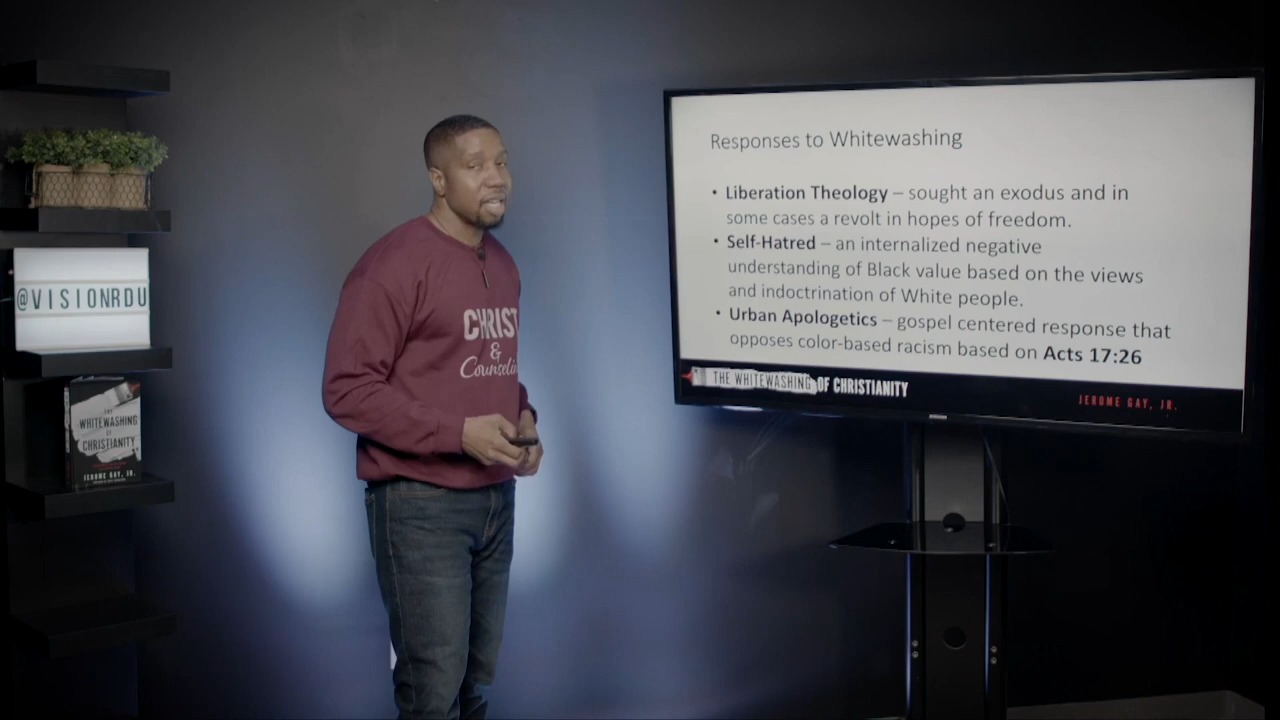 Responses to Whitewashing
• Liberation Theology – sought an exodus and in
some cases a revolt in hopes of freedom.
• Self-Hatred – an internalized negative
understanding of Black value based on the views
and indoctrination of White people.
• Urban Apologetics – gospel centered response that
opposes color-based racism based on Acts 17:26
THE WHITEWASHING OF CHRISTIANITY
JEROME GAY, JR.
CHRIST
&
Counselin
@VISIONRDU
THE
WHITEWASHING
OF
CHRISTIANITY
JEROME GAY, JR.